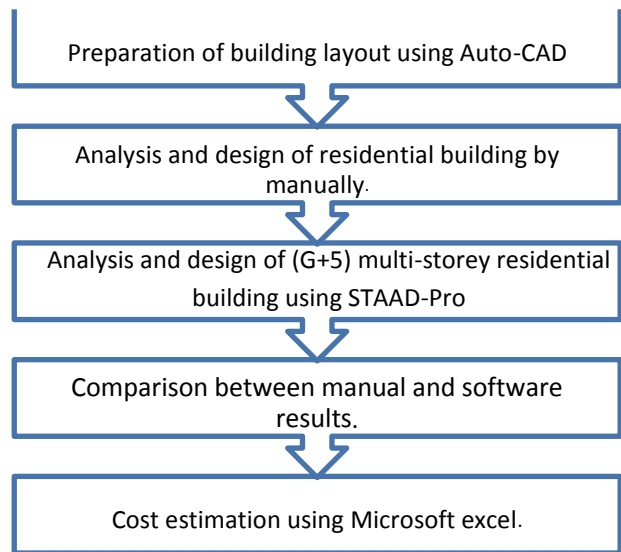 Preparation of building layout using Auto-CAD
Analysis and design of residential building by
manually.
Analysis and design of (G+5) multi-storey residential
building using STAAD-Pro
Comparison between manual and software
results.
Cost estimation using Microsoft excel.